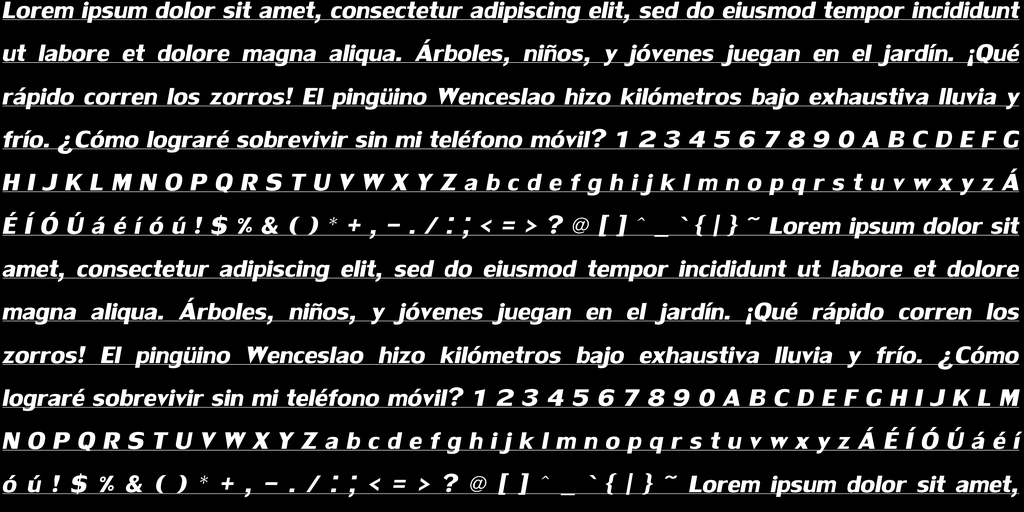 Lorem ipsum dolor sit amet, consectetur adipiscing elit, sed do eiusmod tempor incididunt
ut labore et dolore magna aliqua. Árboles, niños, y jóvenes juegan en el jardín. ¡Qué
rápido corren los zorros! El pingüino Wenceslao hizo kilómetros bajo exhaustiva lluvia y
frío. ¿Cómo lograré sobrevivir sin mi teléfono móvil? 1 2 3 4 5 6 7 8 9 0 A B C D E F G
H I J K L M N O P Q R S T U V W X Y Z a b c d e f g h i j k l m n o p q r s t u v w x y z Á
É Í Ó Ú á é í ó ú ! $ % & ( ) * + , - . / : ; < = > ? @ [ ] ^ _ ` { | } ~ Lorem ipsum dolor sit
amet, consectetur adipiscing elit, sed do eiusmod tempor incididunt ut labore et dolore
magna aliqua. Árboles, niños, y jóvenes juegan en el jardín. ¡Qué rápido corren los
zorros! El pingüino Wenceslao hizo kilómetros bajo exhaustiva lluvia y frío. ¿Cómo
lograré sobrevivir sin mi teléfono móvil? 1 2 3 4 5 6 7 8 9 0 A B C D E F G H I J K L M
N O P Q R S T U V W X Y Z a b c d e f g h i j k l m n o p q r s t u v w x y z Á É Í Ó Ú á é í
ó ú ! $ % & ( ) * + , - . / : ; < = > ? @ [ ] ^ _ ` { | } ~ Lorem ipsum dolor sit amet,